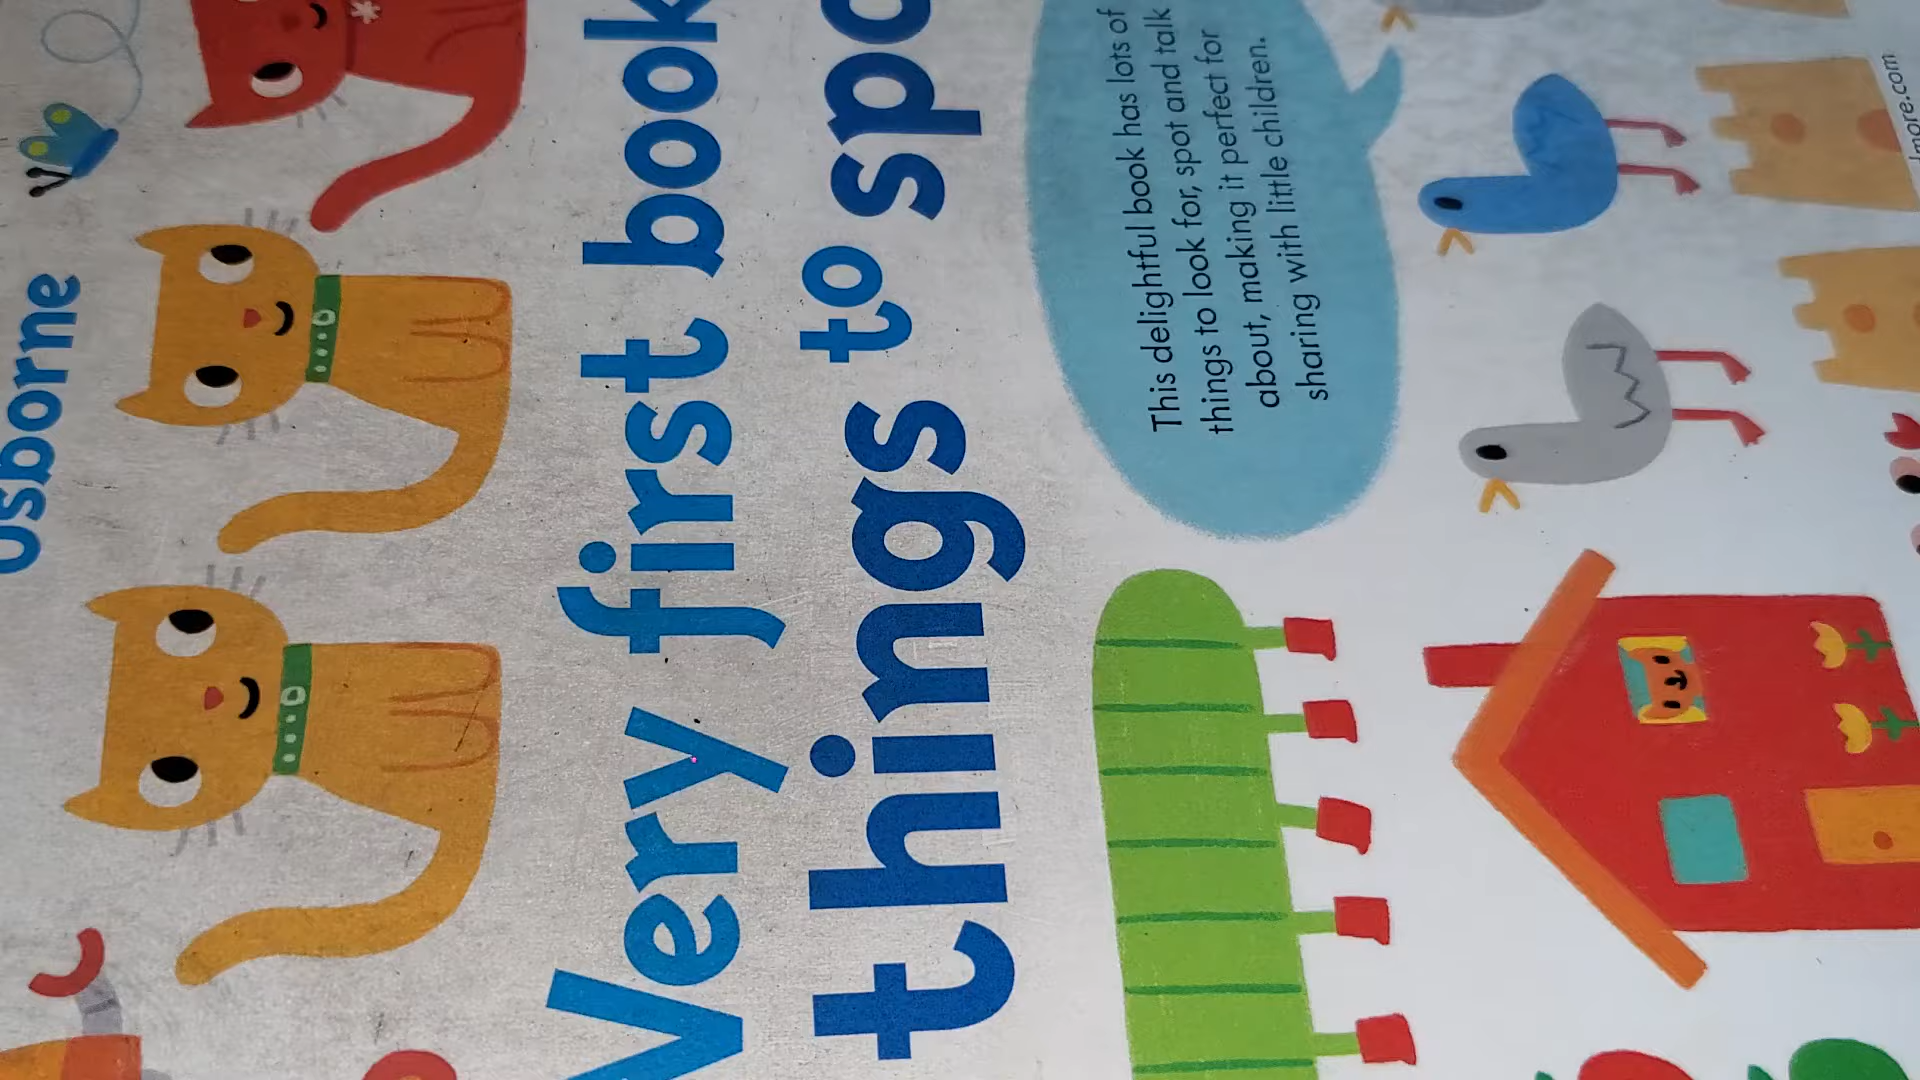 Usborne
Very first book
things to spo
This delightful book has lots of
things to look for, spot and talk
about, making it perfect for
sharing with little children.
more.com